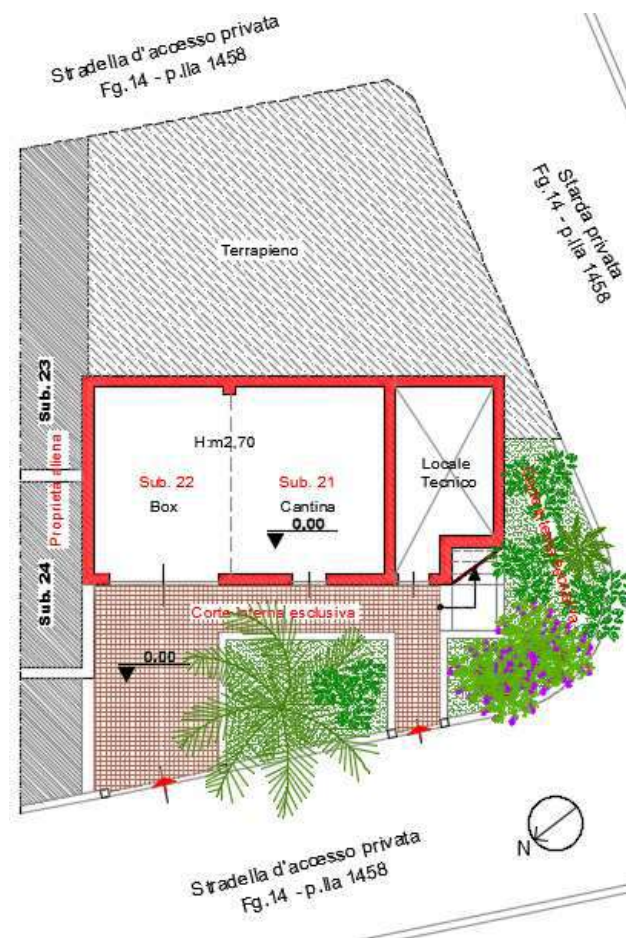 Stradella d'accesso privata
Fg.14 - p.lla 1458
Starda privata
Fg.14 - p.lla 1458
Terrapieno
Sub. 23
Proprietà aliena
Sub. 24
H:m2,70
Sub. 22
Box
Sub. 21
Cantina
0.00
Locale
Tecnico
Corte interna esclusiva
0.00
N
Stradella d'accesso privata
Fg.14 - p.lla 1458